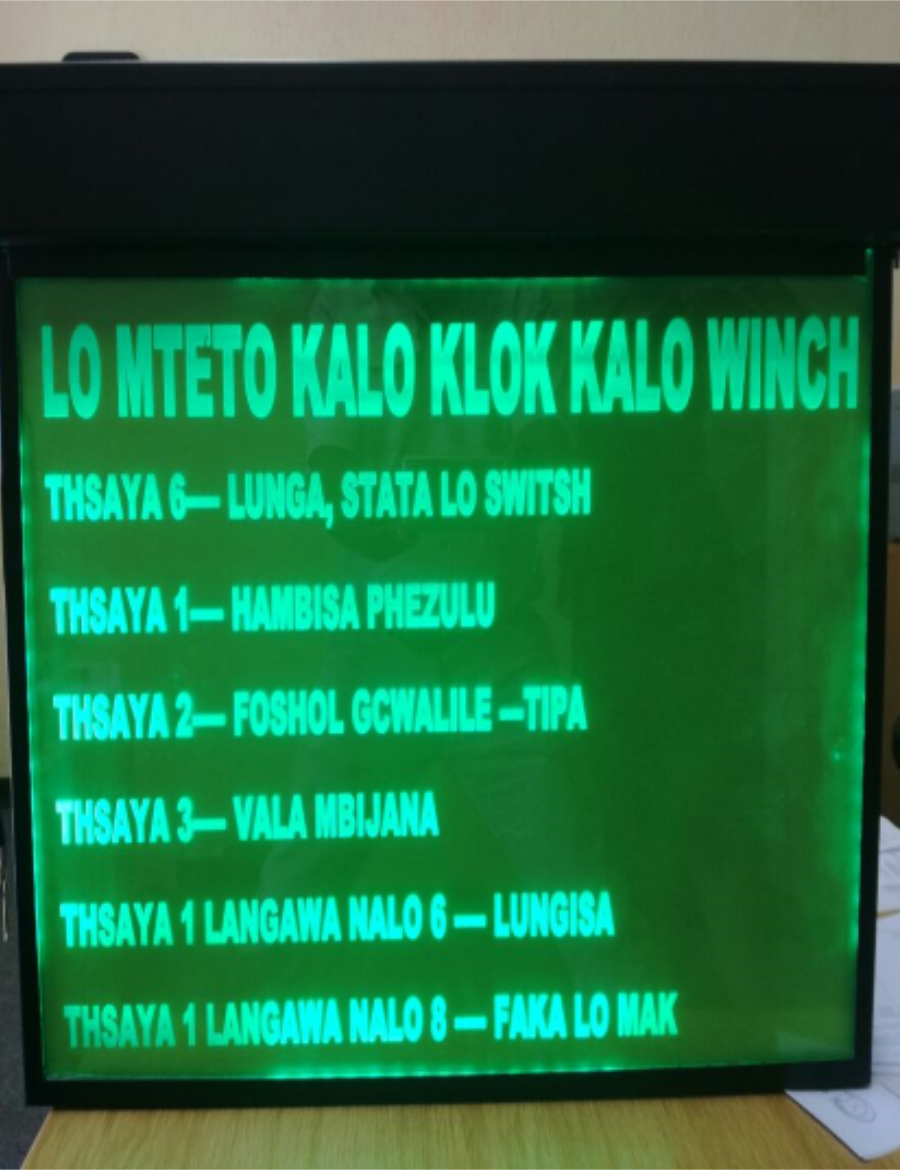 LO MTETO KALO KLOK KALO WINCH
THSAYA 6— LUNGA, STATA LO SWITSH
THSAYA 1— HAMBISA PHEZULU
THSAYA 2— FOSHOL GCWALILE –TIPA
THSAYA 3— VALA MBIJANA
THSAYA 1 LANGAWA NALO 6 — LUNGISA
THSAYA 1 LANGAWA NALO 8 — FAKA LO MAK